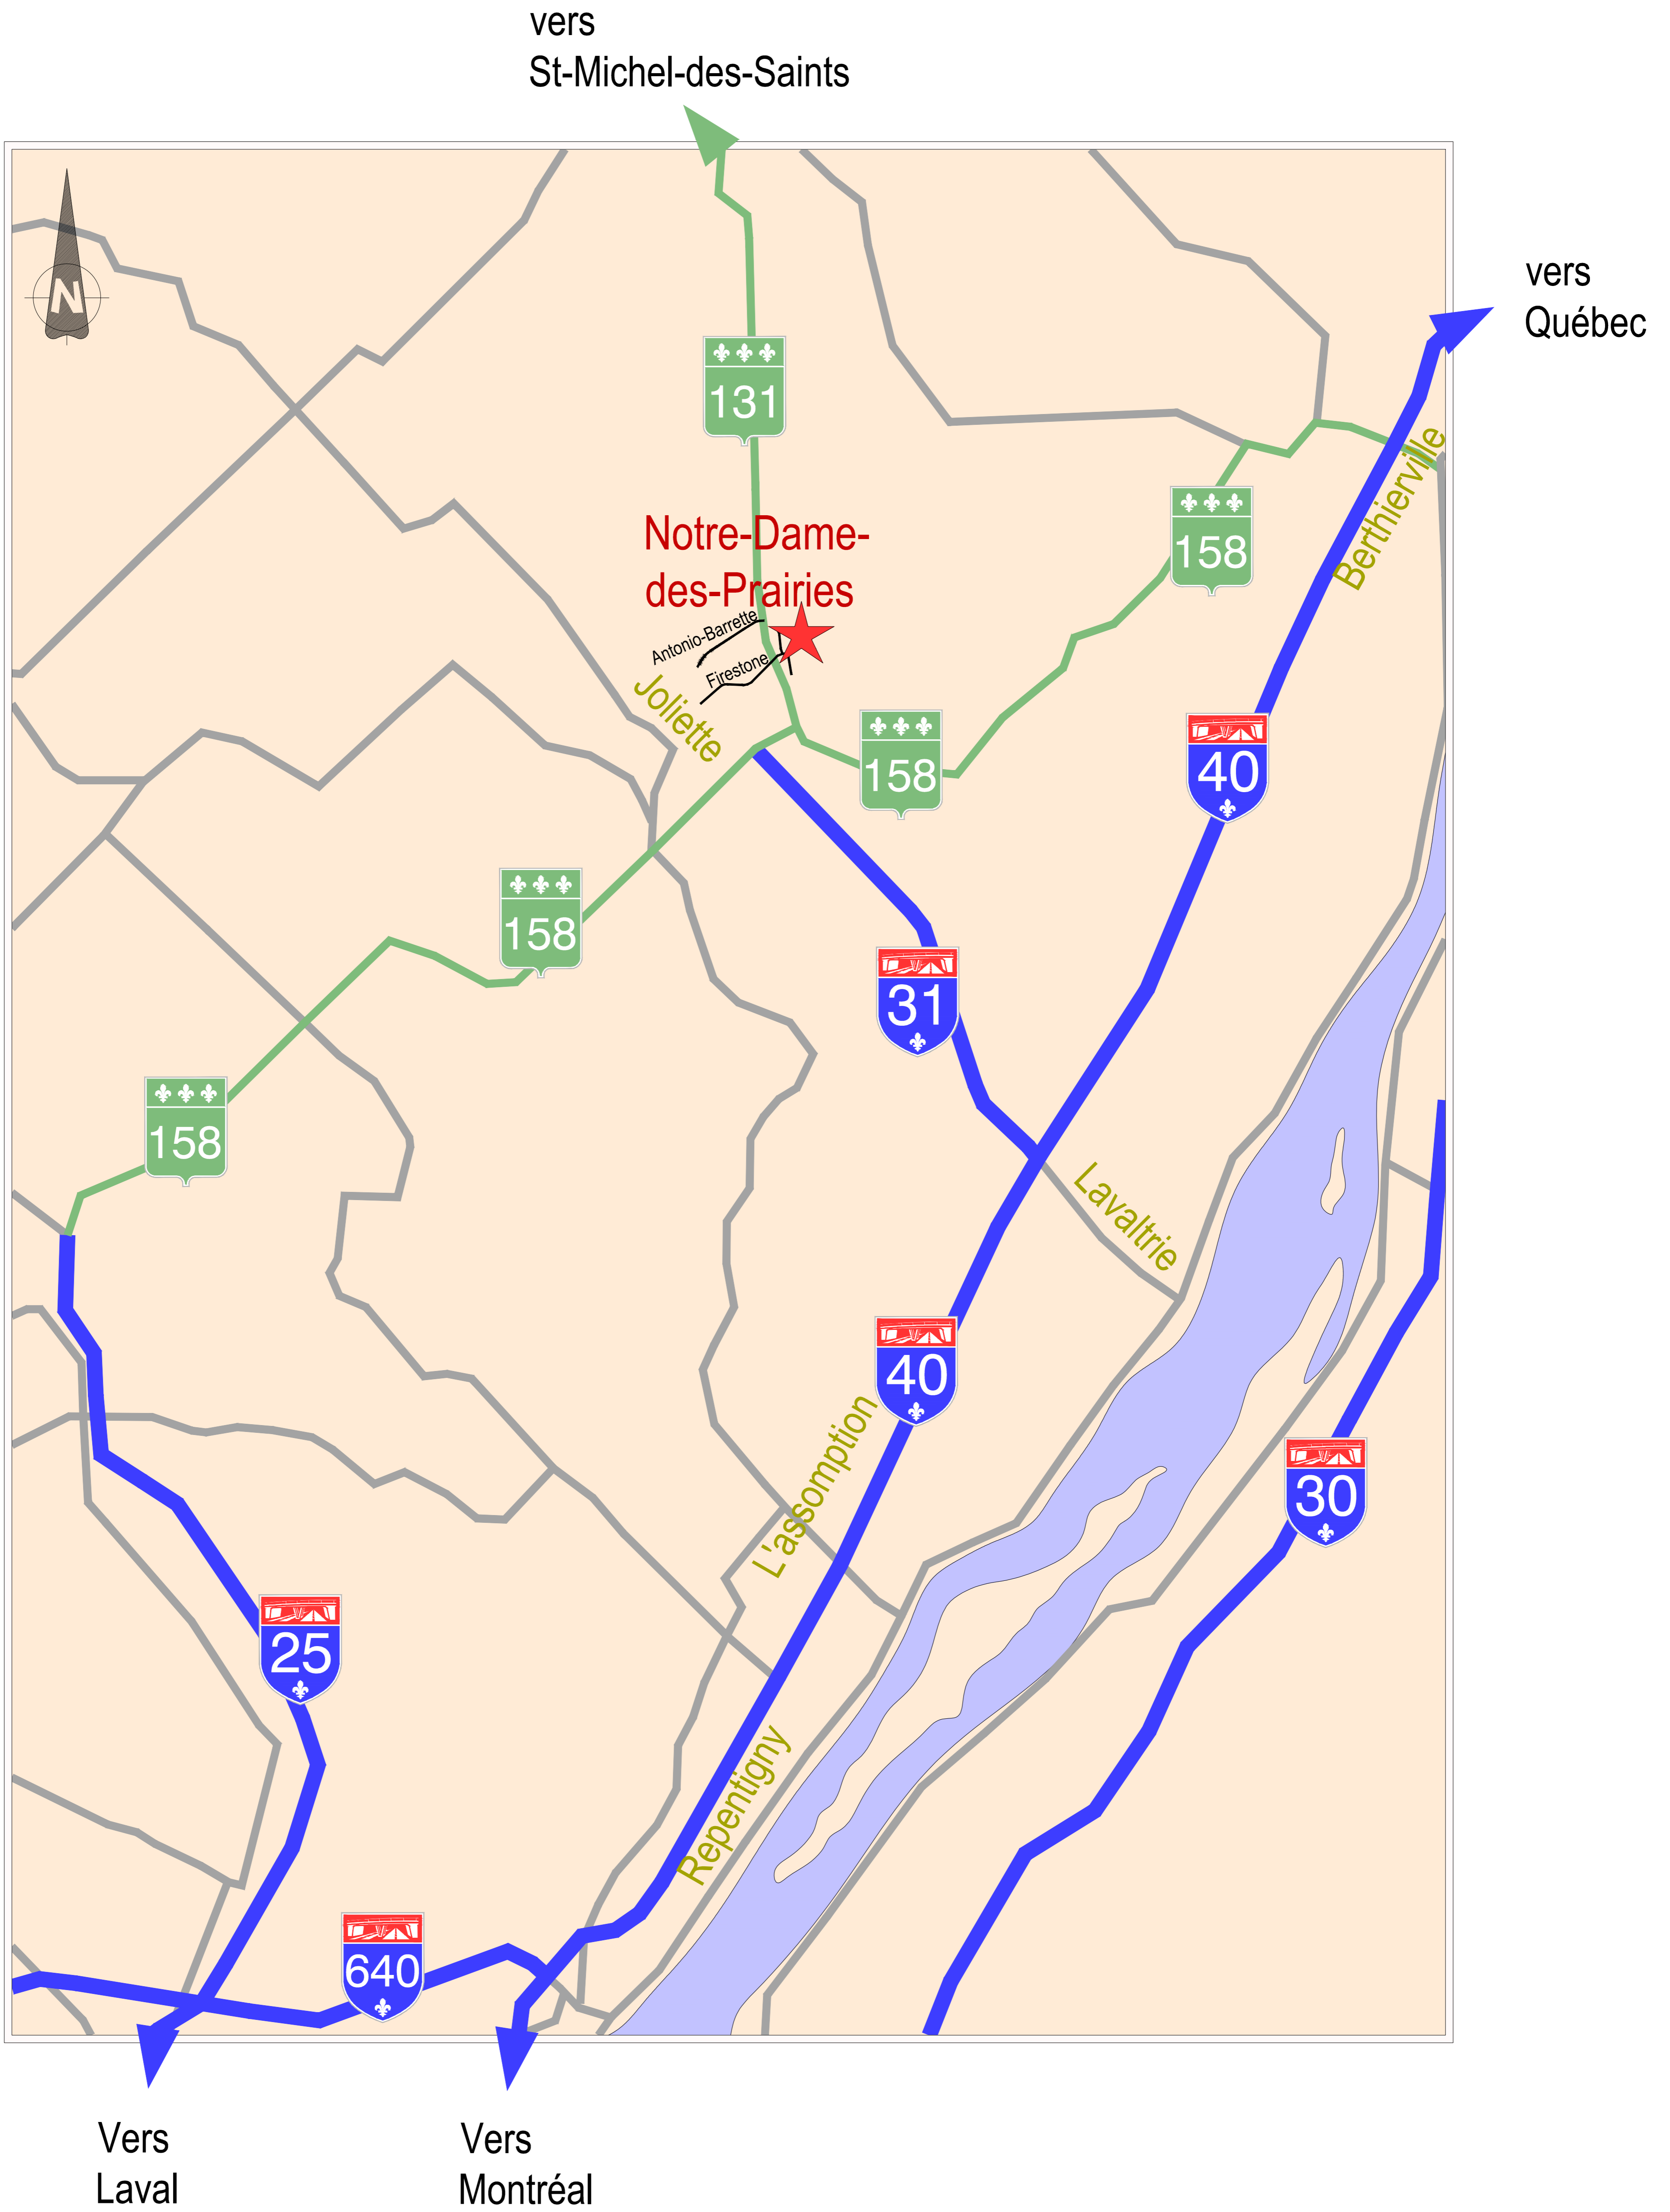 vers
St-Michel-des-Saints
vers
Québec
N
131
158
Berthierville
Notre-Dame-
des-Prairies
Antonio-Barrette
Firestone
Joliette
158
40
158
31
158
Lavaltrie
40
L'assomption
30
25
Repentigny
640
Vers
Laval
Vers
Montréal